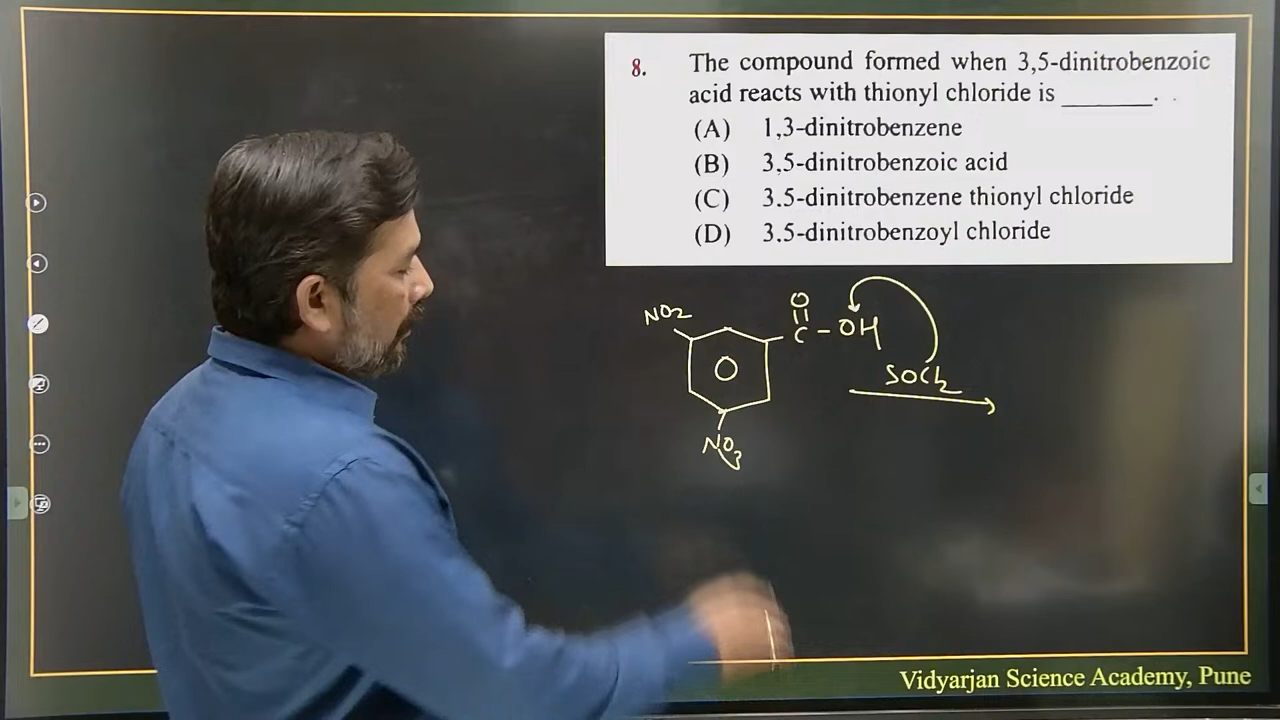 8. The compound formed when 3,5-dinitrobenzoic
acid reacts with thionyl chloride is ________.
(A) 1,3-dinitrobenzene
(B) 3,5-dinitrobenzoic acid
(C) 3.5-dinitrobenzene thionyl chloride
(D) 3.5-dinitrobenzoyl chloride
O
NO2
C - OH
O
SOCl2
NO3
Vidyarjan Science Academy, Pune